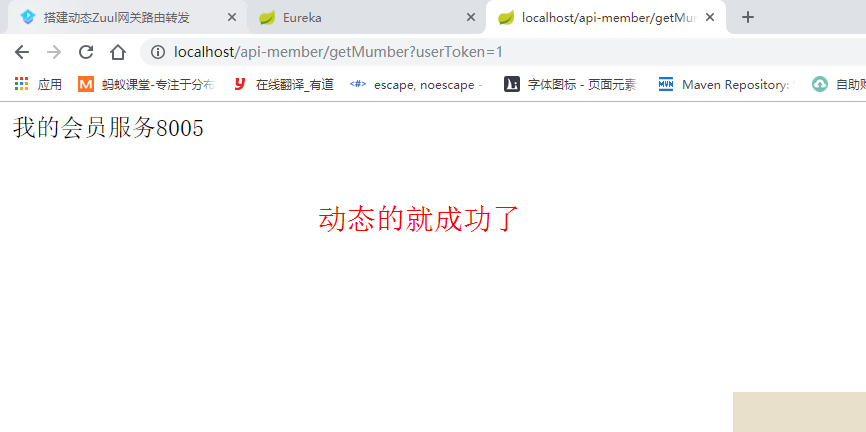 搭建动态Zuul网关路由转发
Eureka
localhost/api-member/getMum
localhost/api-member/getMumber?userToken=1
应用
蚂蚁课堂-专注于分布
在线翻译_有道
escape, noescape -
字体图标 - 页面元素
Maven Repository:
自助
我的会员服务8005
动态的就成功了